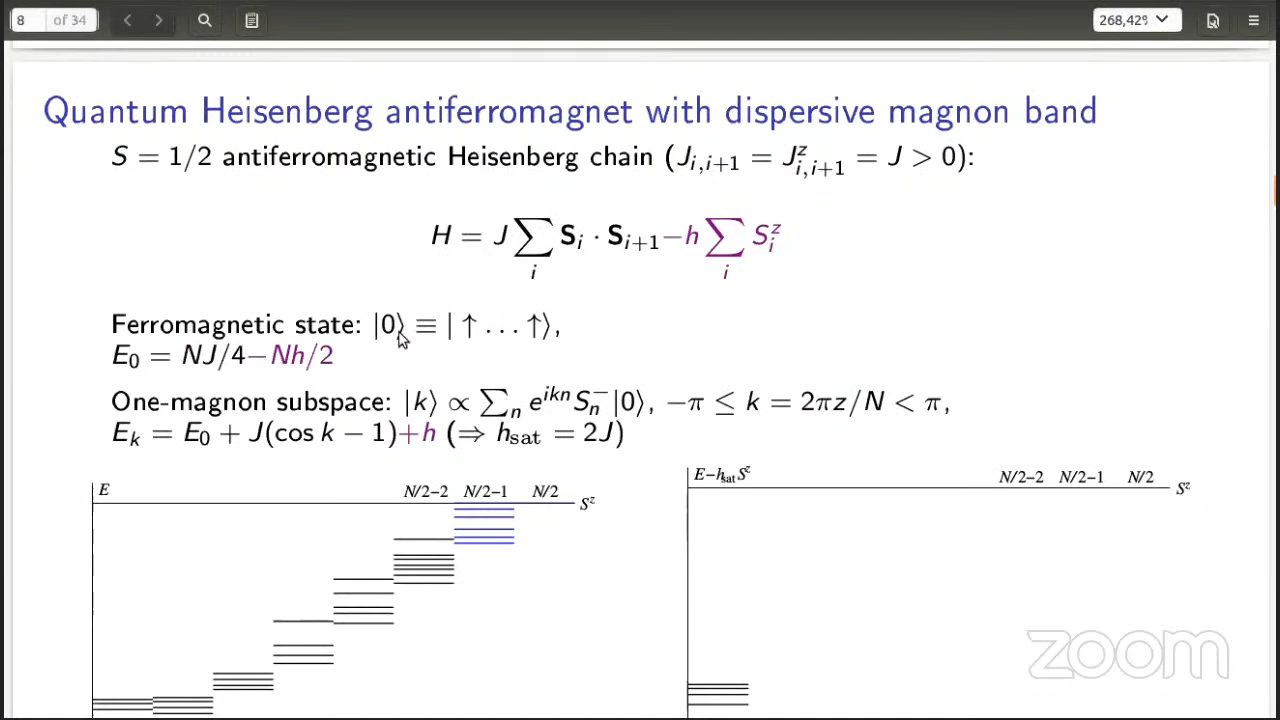 8 of 34
268,42%
Quantum Heisenberg antiferromagnet with dispersive magnon band
S = 1/2 antiferromagnetic Heisenberg chain (J_{i,i+1} = J^z_{i,i+1} = J > 0):
H = J ∑_i S_i · S_{i+1} −h ∑_i S^z_i
Ferromagnetic state: |0⟩ ≡ | ↑ . . . ↑⟩,
E_0 = NJ/4−Nh/2
One-magnon subspace: |k⟩ ∝ ∑_n e^{ikn} S^−_n |0⟩, −π ≤ k = 2πz/N < π,
E_k = E_0 + J(cos k − 1)+h (⇒ h_sat = 2J)
E N/2−2 N/2−1 N/2 S^z
E−h_sat S^z N/2−2 N/2−1 N/2 S^z
zoom